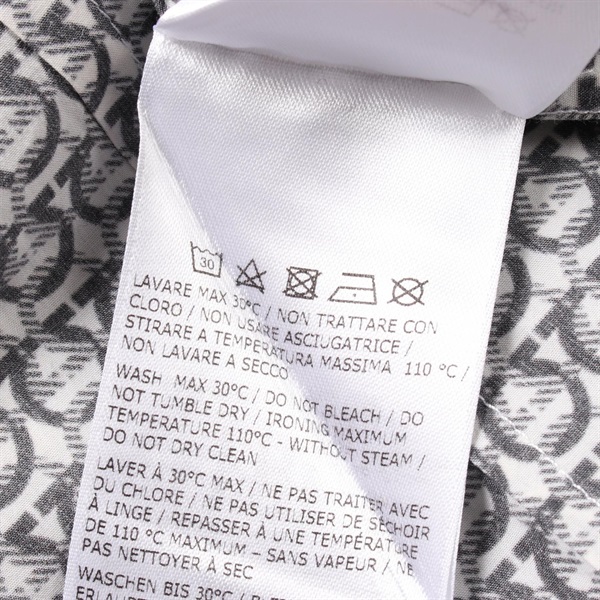 30
LAVARE MAX 30°C / NON TRATTARE CON
CLORO / NON USARE ASCIUGATRICE /
STIRARE A TEMPERATURA MASSIMA 110 °C /
NON LAVARE A SECCO
WASH MAX 30°C / DO NOT BLEACH / DO
NOT TUMBLE DRY / IRONING MAXIMUM
TEMPERATURE 110°C - WITHOUT STEAM /
DO NOT DRY CLEAN
LAVER À 30°C MAX / NE PAS TRAITER AVEC
DU CHLORE / NE PAS UTILISER DE SÉCHOIR
À LINGE / REPASSER À UNE TEMPÉRATURE
DE 110 °C MAXIMUM – SANS VAPEUR / NE
PAS NETTOYER À SEC
WASCHEN BIS 30°C /